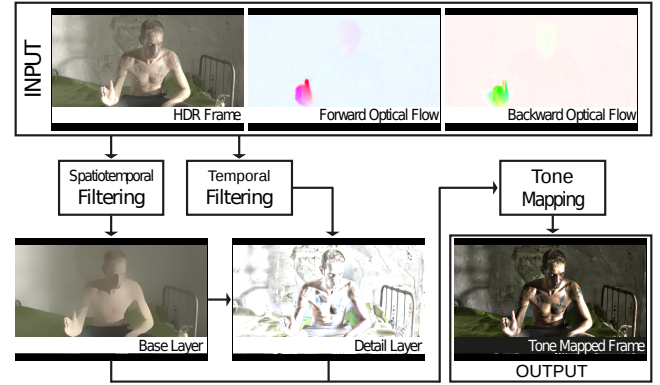 INPUT
HDR Frame
Forward Optical Flow
Backward Optical Flow
Spatiotemporal
Filtering
Temporal
Filtering
Tone
Mapping
Base Layer
Detail Layer
Tone Mapped Frame
OUTPUT